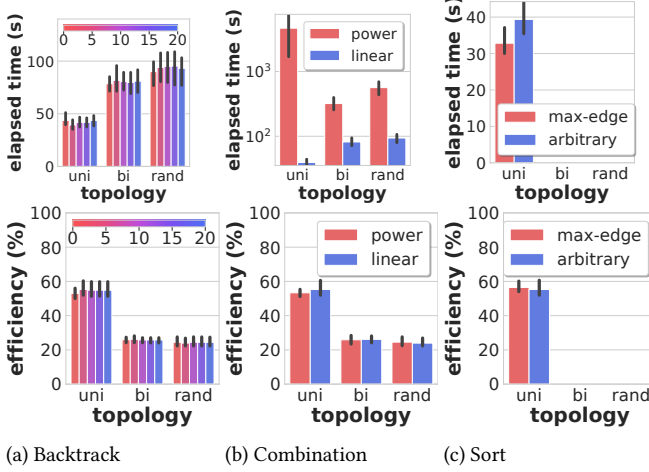 elapsed time (s)
0 5 10 15 20
100
50
0
uni bi rand
topology
elapsed time (s)
power
linear
10³
10²
uni bi rand
topology
elapsed time (s)
40
30
20
10
0
max-edge
arbitrary
uni bi rand
topology
efficiency (%)
100
80
60
40
20
0
0 5 10 15 20
uni bi rand
topology
efficiency (%)
100
80
60
40
20
0
power
linear
uni bi rand
topology
efficiency (%)
100
80
60
40
20
0
max-edge
arbitrary
uni bi rand
topology
(a) Backtrack (b) Combination (c) Sort